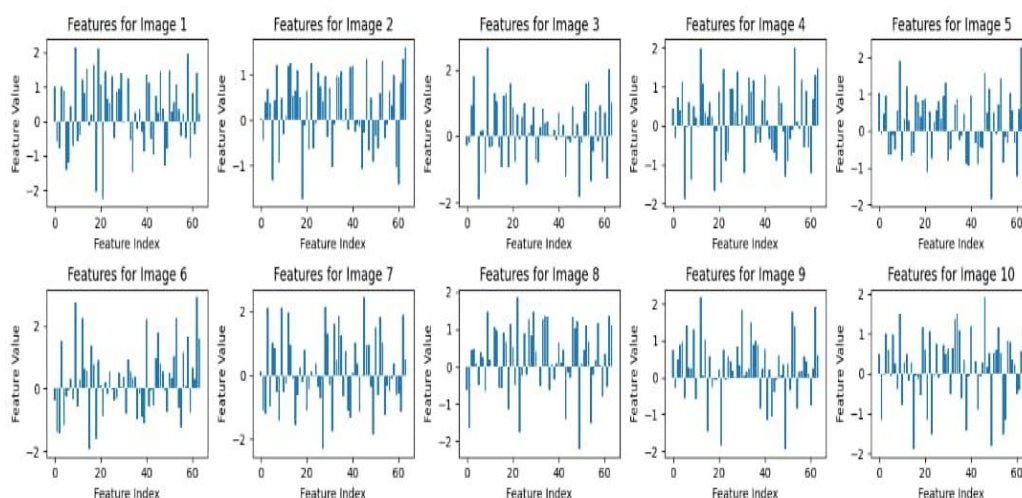 Features for Image 1
Features for Image 2
Features for Image 3
Features for Image 4
Features for Image 5
Feature Value
2
1
0
-1
-2
0
20
40
60
Feature Index
Feature Value
1
0
-1
0
20
40
60
Feature Index
Feature Value
2
0
-2
0
20
40
60
Feature Index
Feature Value
2
1
0
-1
-2
0
20
40
60
Feature Index
Feature Value
2
1
0
-1
-2
0
20
40
60
Feature Index
Features for Image 6
Features for Image 7
Features for Image 8
Features for Image 9
Features for Image 10
Feature Value
2
0
-2
0
20
40
60
Feature Index
Feature Value
2
0
-2
0
20
40
60
Feature Index
Feature Value
2
1
0
-1
-2
0
20
40
60
Feature Index
Feature Value
2
1
0
-1
-2
0
20
40
60
Feature Index
Feature Value
2
1
0
-1
-2
0
20
40
60
Feature Index